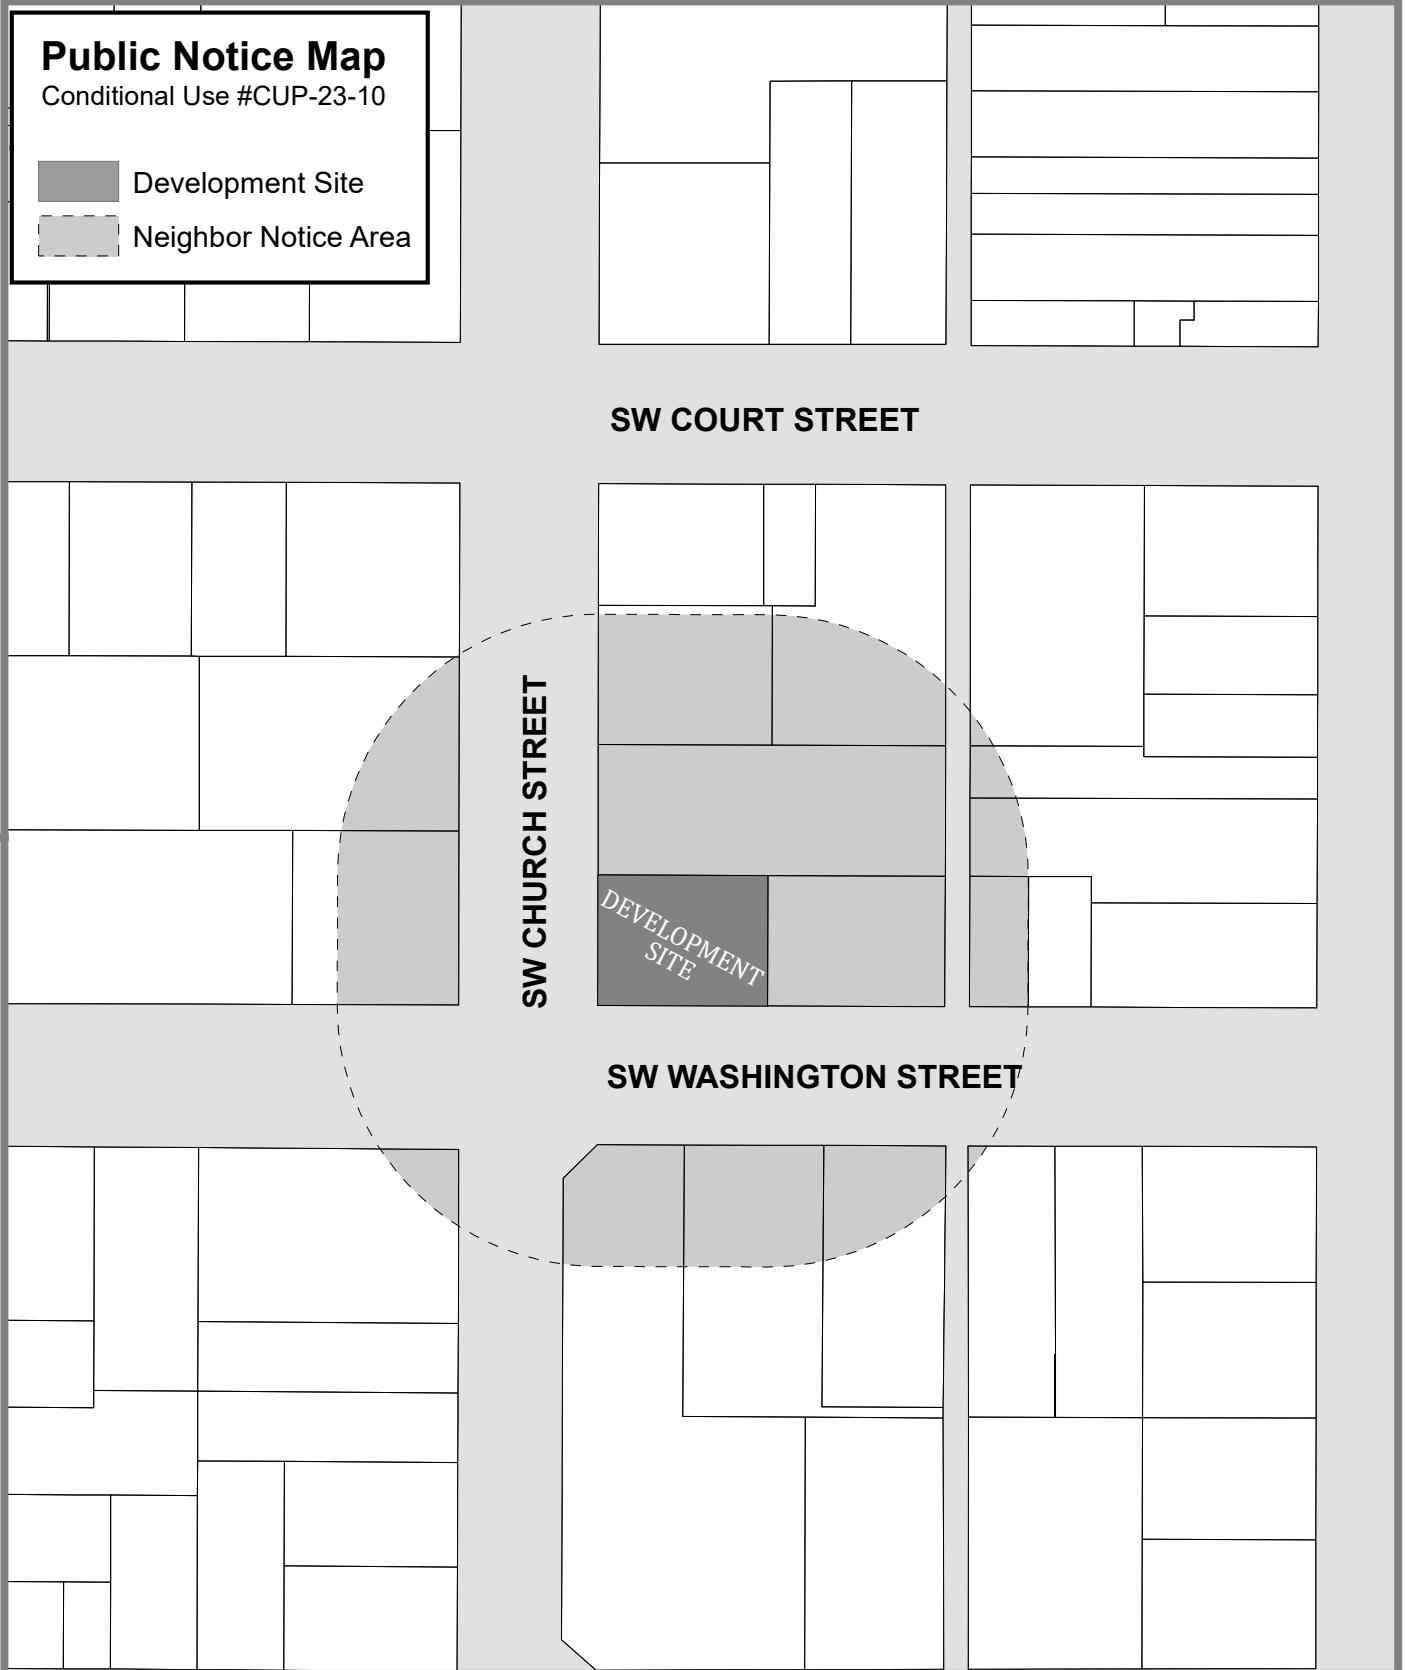 Public Notice Map
Conditional Use #CUP-23-10
Development Site
Neighbor Notice Area
SW COURT STREET
SW CHURCH STREET
DEVELOPMENT
SITE
SW WASHINGTON STREET